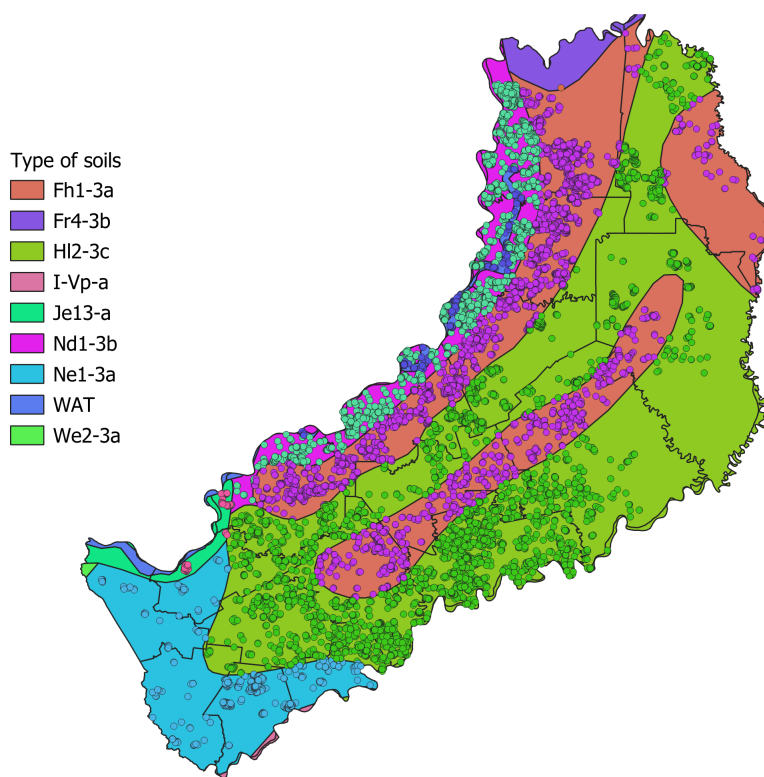 Type of soils
Fh1-3a
Fr4-3b
Hl2-3c
I-Vp-a
Je13-a
Nd1-3b
Ne1-3a
WAT
We2-3a